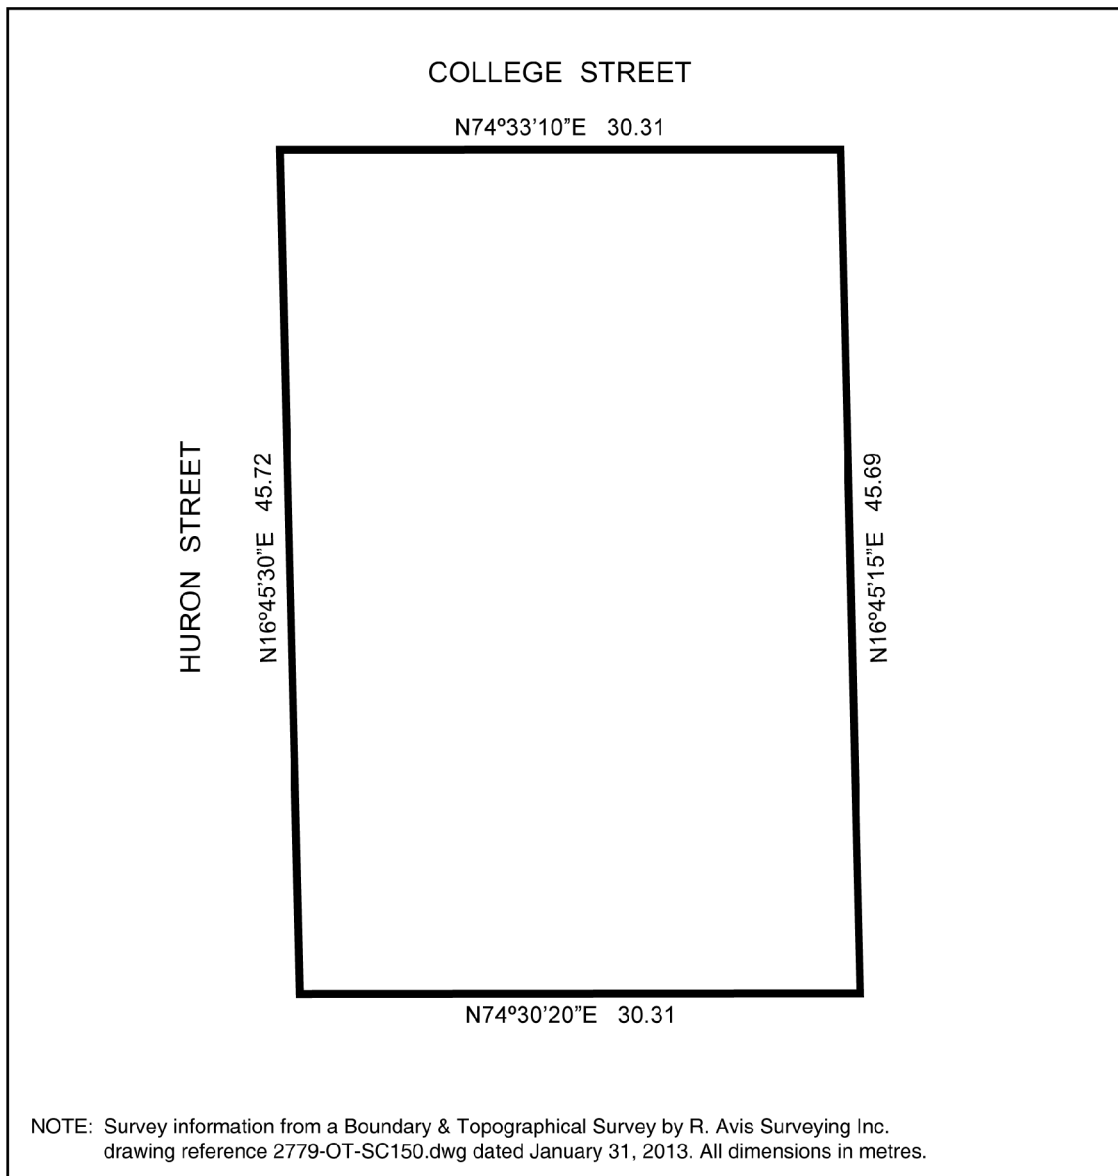 COLLEGE STREET
N74º33’10”E 30.31
HURON STREET
N16º45’30”E 45.72
N16º45’15”E 45.69
N74º30’20”E 30.31
NOTE: Survey information from a Boundary & Topographical Survey by R. Avis Surveying Inc.
drawing reference 2779-OT-SC150.dwg dated January 31, 2013. All dimensions in metres.